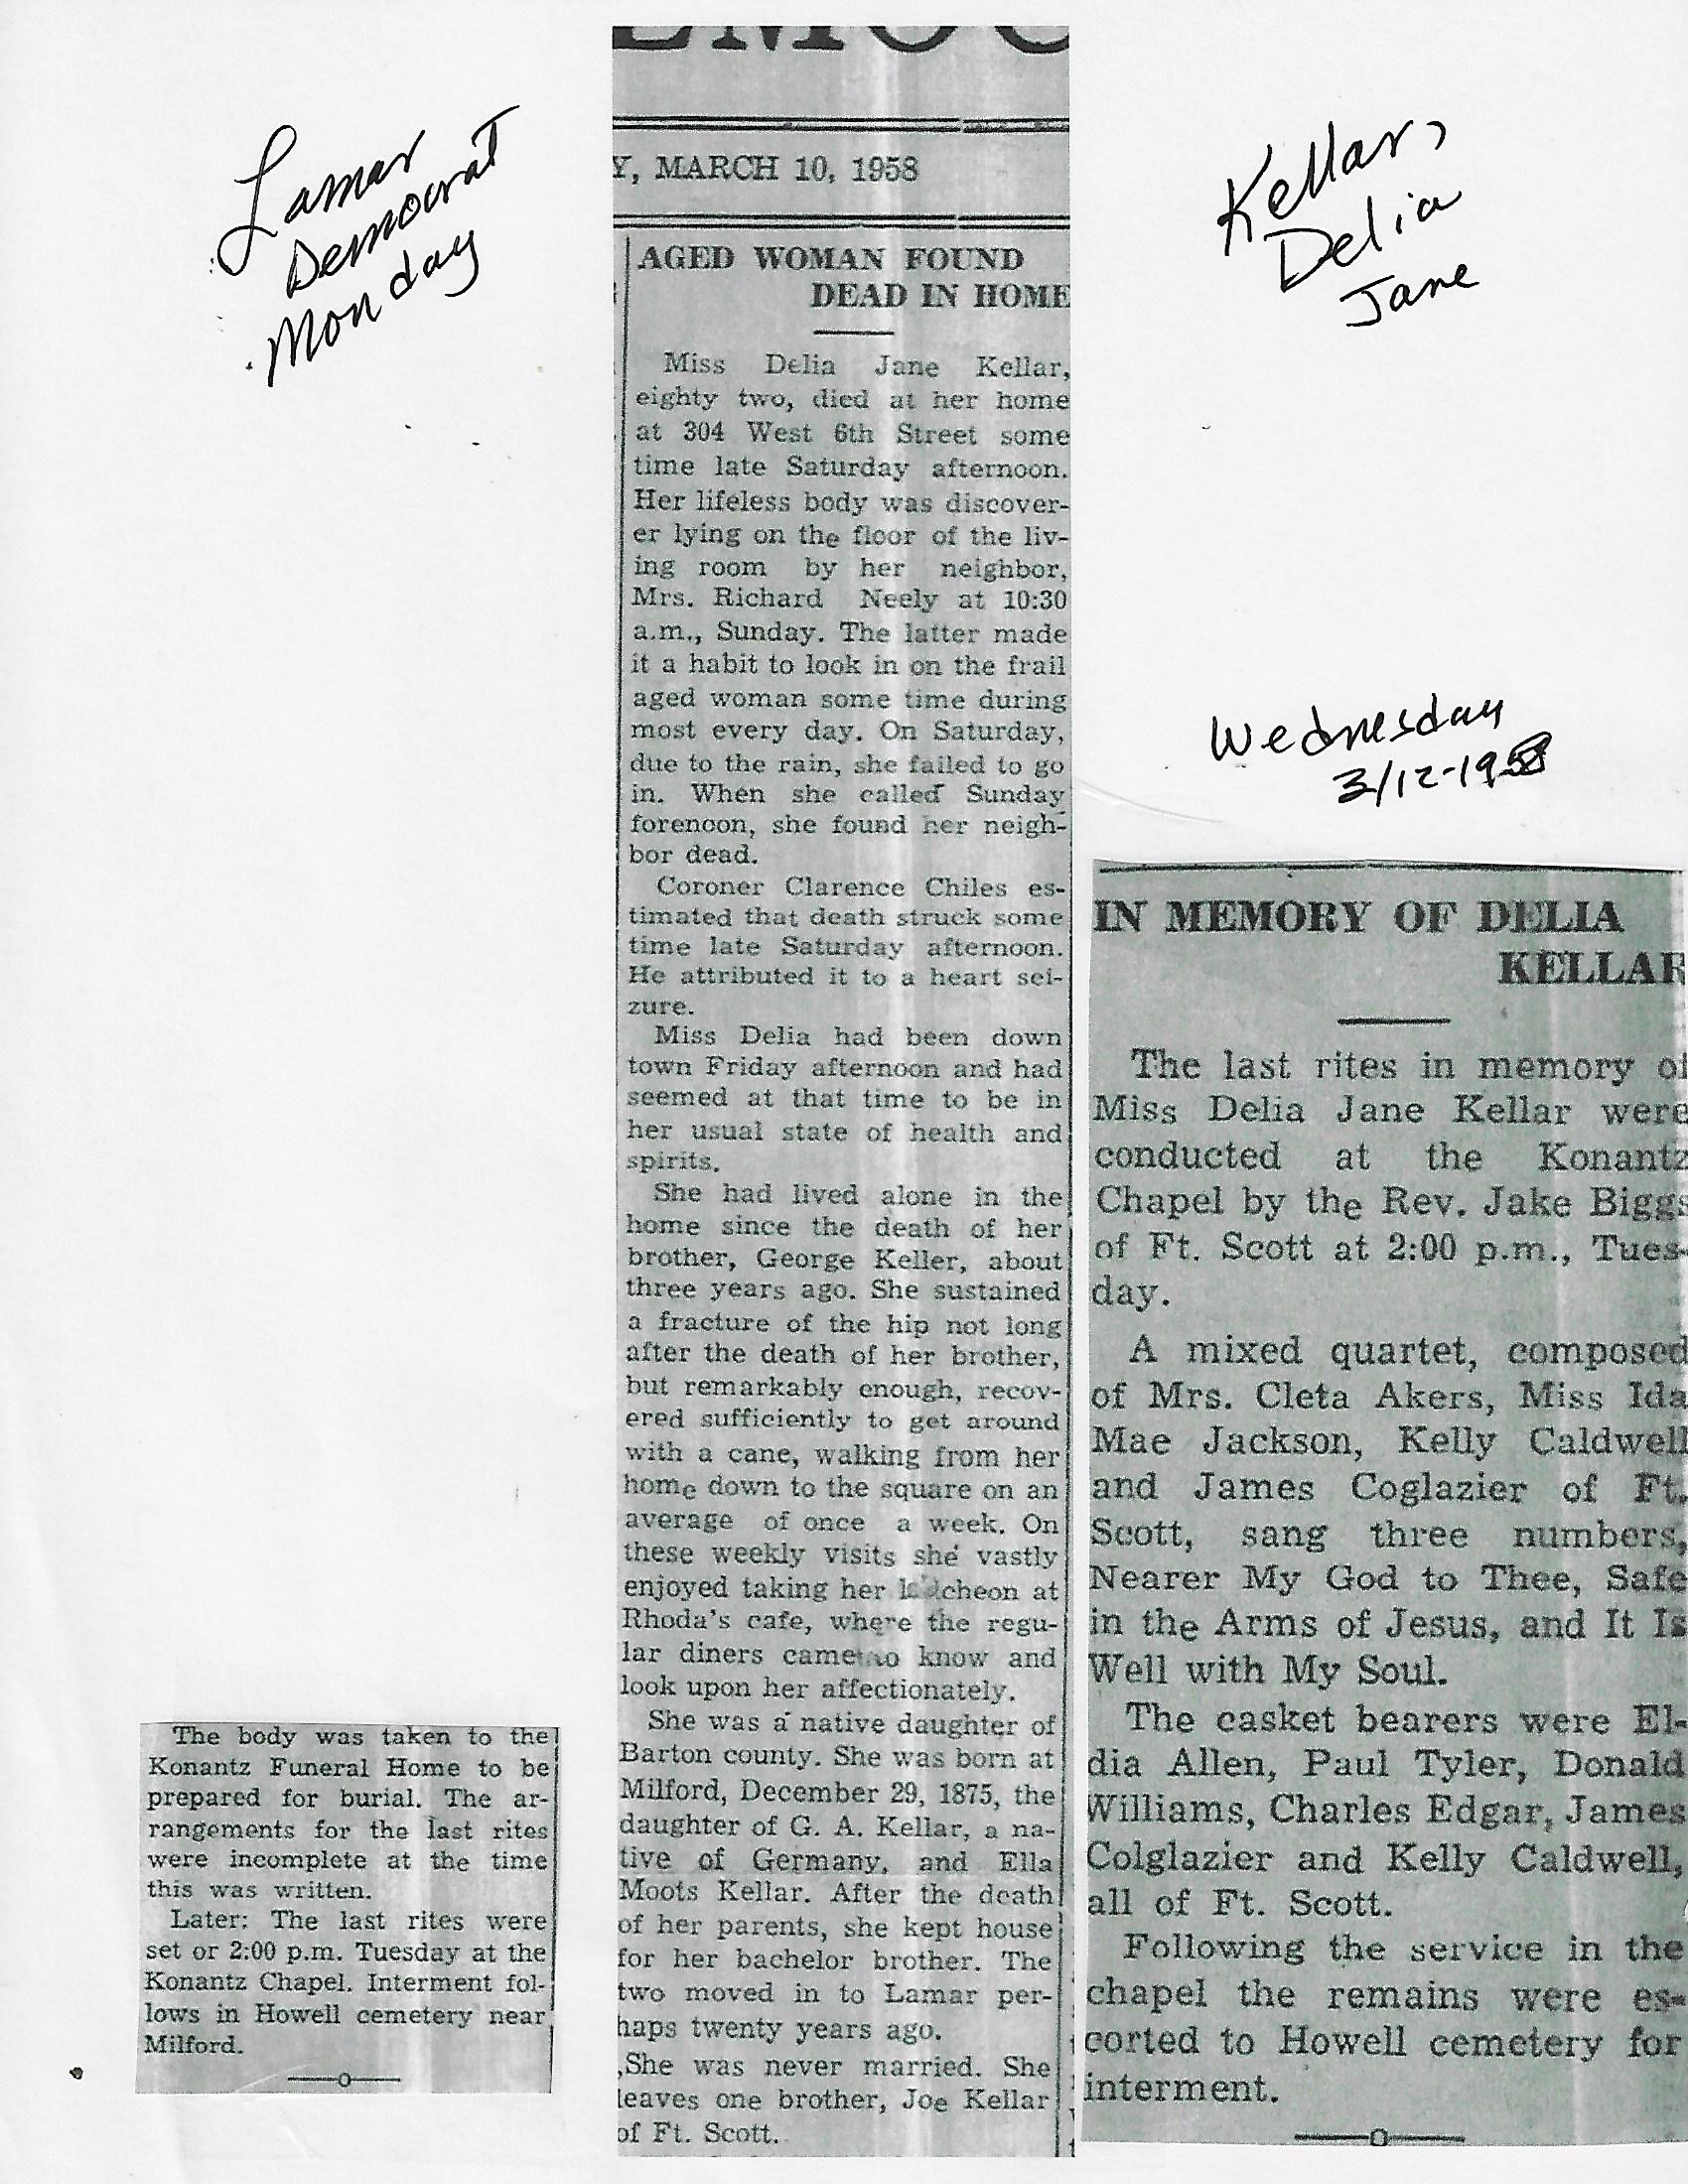 Lamar
Democrat
Monday
Y, MARCH 10, 1958
AGED WOMAN FOUND
DEAD IN HOME
Miss Delia Jane Kellar,
eighty two, died at her home
at 304 West 6th Street some
time late Saturday afternoon.
Her lifeless body was discover-
er lying on the floor of the liv-
ing room by her neighbor,
Mrs. Richard Neely at 10:30
a.m., Sunday. The latter made
it a habit to look in on the frail
aged woman some time during
most every day. On Saturday,
due to the rain, she failed to go
in. When she called Sunday
forenoon, she found her neigh-
bor dead.
Coroner Clarence Chiles es-
timated that death struck some
time late Saturday afternoon.
He attributed it to a heart sei-
zure.
Miss Delia had been down
town Friday afternoon and had
seemed at that time to be in
her usual state of health and
spirits.
She had lived alone in the
home since the death of her
brother, George Keller, about
three years ago. She sustained
a fracture of the hip not long
after the death of her brother,
but remarkably enough, recov-
ered sufficiently to get around
with a cane, walking from her
home down to the square on an
average of once a week. On
these weekly visits she vastly
enjoyed taking her luncheon at
Rhoda's cafe, where the regu-
lar diners came to know and
look upon her affectionately.
She was a native daughter of
Barton county. She was born at
Milford, December 29, 1875, the
daughter of G. A. Kellar, a na-
tive of Germany, and Ella
Moots Kellar. After the death
of her parents, she kept house
for her bachelor brother. The
two moved in to Lamar per-
haps twenty years ago.
She was never married. She
leaves one brother, Joe Kellar
of Ft. Scott.
The body was taken to the
Konantz Funeral Home to be
prepared for burial. The ar-
rangements for the last rites
were incomplete at the time
this was written.
Later: The last rites were
set or 2:00 p.m. Tuesday at the
Konantz Chapel. Interment fol-
lows in Howell cemetery near
Milford.
Kellar,
Delia
Jane
Wednesday
3/12-1958
IN MEMORY OF DELIA
KELLAR
The last rites in memory of
Miss Delia Jane Kellar were
conducted at the Konantz
Chapel by the Rev. Jake Biggs
of Ft. Scott at 2:00 p.m., Tues-
day.
A mixed quartet, composed
of Mrs. Cleta Akers, Miss Ida
Mae Jackson, Kelly Caldwell
and James Coglazier of Ft.
Scott, sang three numbers,
Nearer My God to Thee, Safe
in the Arms of Jesus, and It Is
Well with My Soul.
The casket bearers were El-
dia Allen, Paul Tyler, Donald
Williams, Charles Edgar, James
Colglazier and Kelly Caldwell,
all of Ft. Scott.
Following the service in the
chapel the remains were es-
corted to Howell cemetery for
interment.